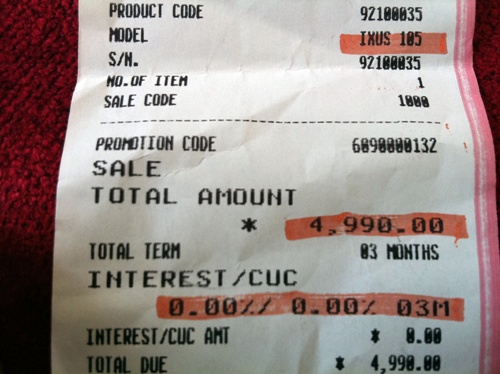 PRODUCT CODE 92100035
MODEL IXUS 105
S/N. 92100035
NO.OF ITEM 1
SALE CODE 1000
PROMOTION CODE 6090000132
SALE
TOTAL AMOUNT
* 4,990.00
TOTAL TERM 03 MONTHS
INTEREST/CUC
0.00%/ 0.00% 03M
INTEREST/CUC AMT * 0.00
TOTAL DUE * 4,990.00